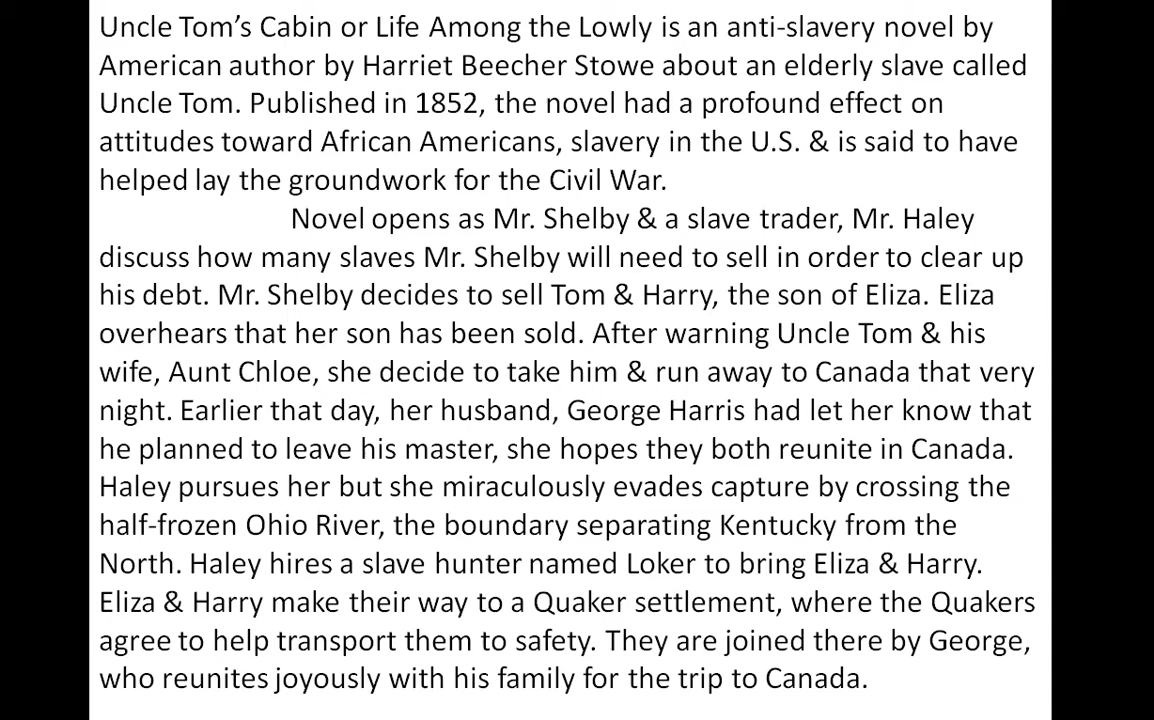 Uncle Tom’s Cabin or Life Among the Lowly is an anti-slavery novel by
American author by Harriet Beecher Stowe about an elderly slave called
Uncle Tom. Published in 1852, the novel had a profound effect on
attitudes toward African Americans, slavery in the U.S. & is said to have
helped lay the groundwork for the Civil War.
Novel opens as Mr. Shelby & a slave trader, Mr. Haley
discuss how many slaves Mr. Shelby will need to sell in order to clear up
his debt. Mr. Shelby decides to sell Tom & Harry, the son of Eliza. Eliza
overhears that her son has been sold. After warning Uncle Tom & his
wife, Aunt Chloe, she decide to take him & run away to Canada that very
night. Earlier that day, her husband, George Harris had let her know that
he planned to leave his master, she hopes they both reunite in Canada.
Haley pursues her but she miraculously evades capture by crossing the
half-frozen Ohio River, the boundary separating Kentucky from the
North. Haley hires a slave hunter named Loker to bring Eliza & Harry.
Eliza & Harry make their way to a Quaker settlement, where the Quakers
agree to help transport them to safety. They are joined there by George,
who reunites joyously with his family for the trip to Canada.